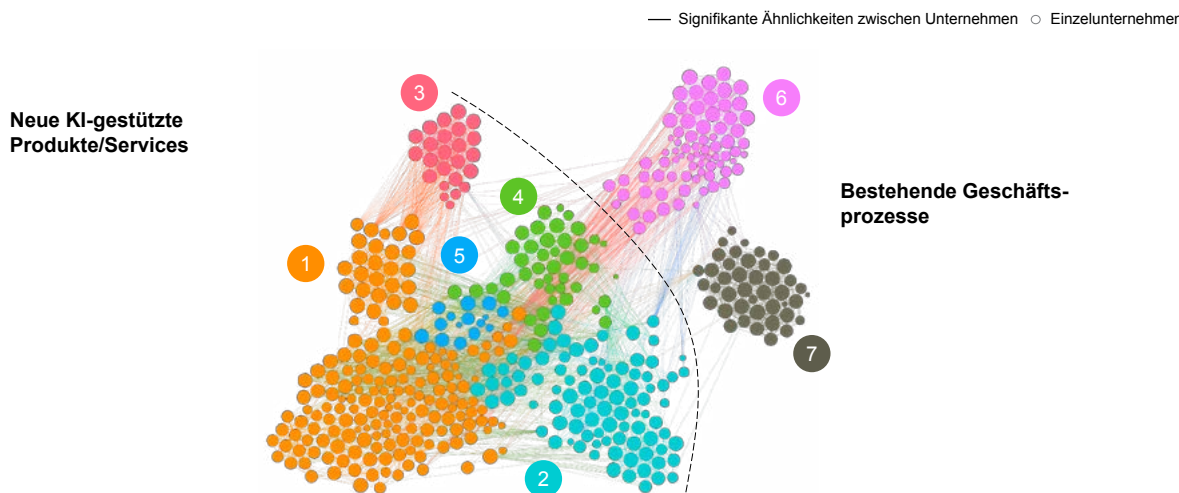 Signifikante Ähnlichkeiten zwischen Unternehmen
Einzelunternehmen
3
6
Neue KI-gestützte
Produkte/Services
Bestehende Geschäfts-
prozesse
4
5
1
7
2